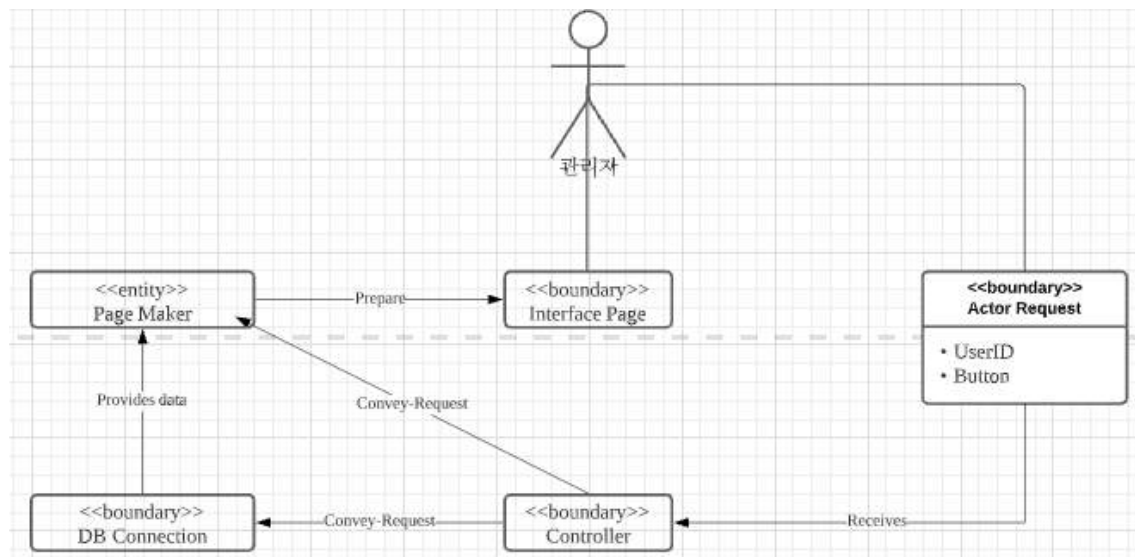 관리자
<<entity>>
Page Maker
Prepare
<<boundary>>
Interface Page
<<boundary>>
Actor Request
• UserID
• Button
Provides data
Convey-Request
<<boundary>>
DB Connection
Convey-Request
<<boundary>>
Controller
Receives